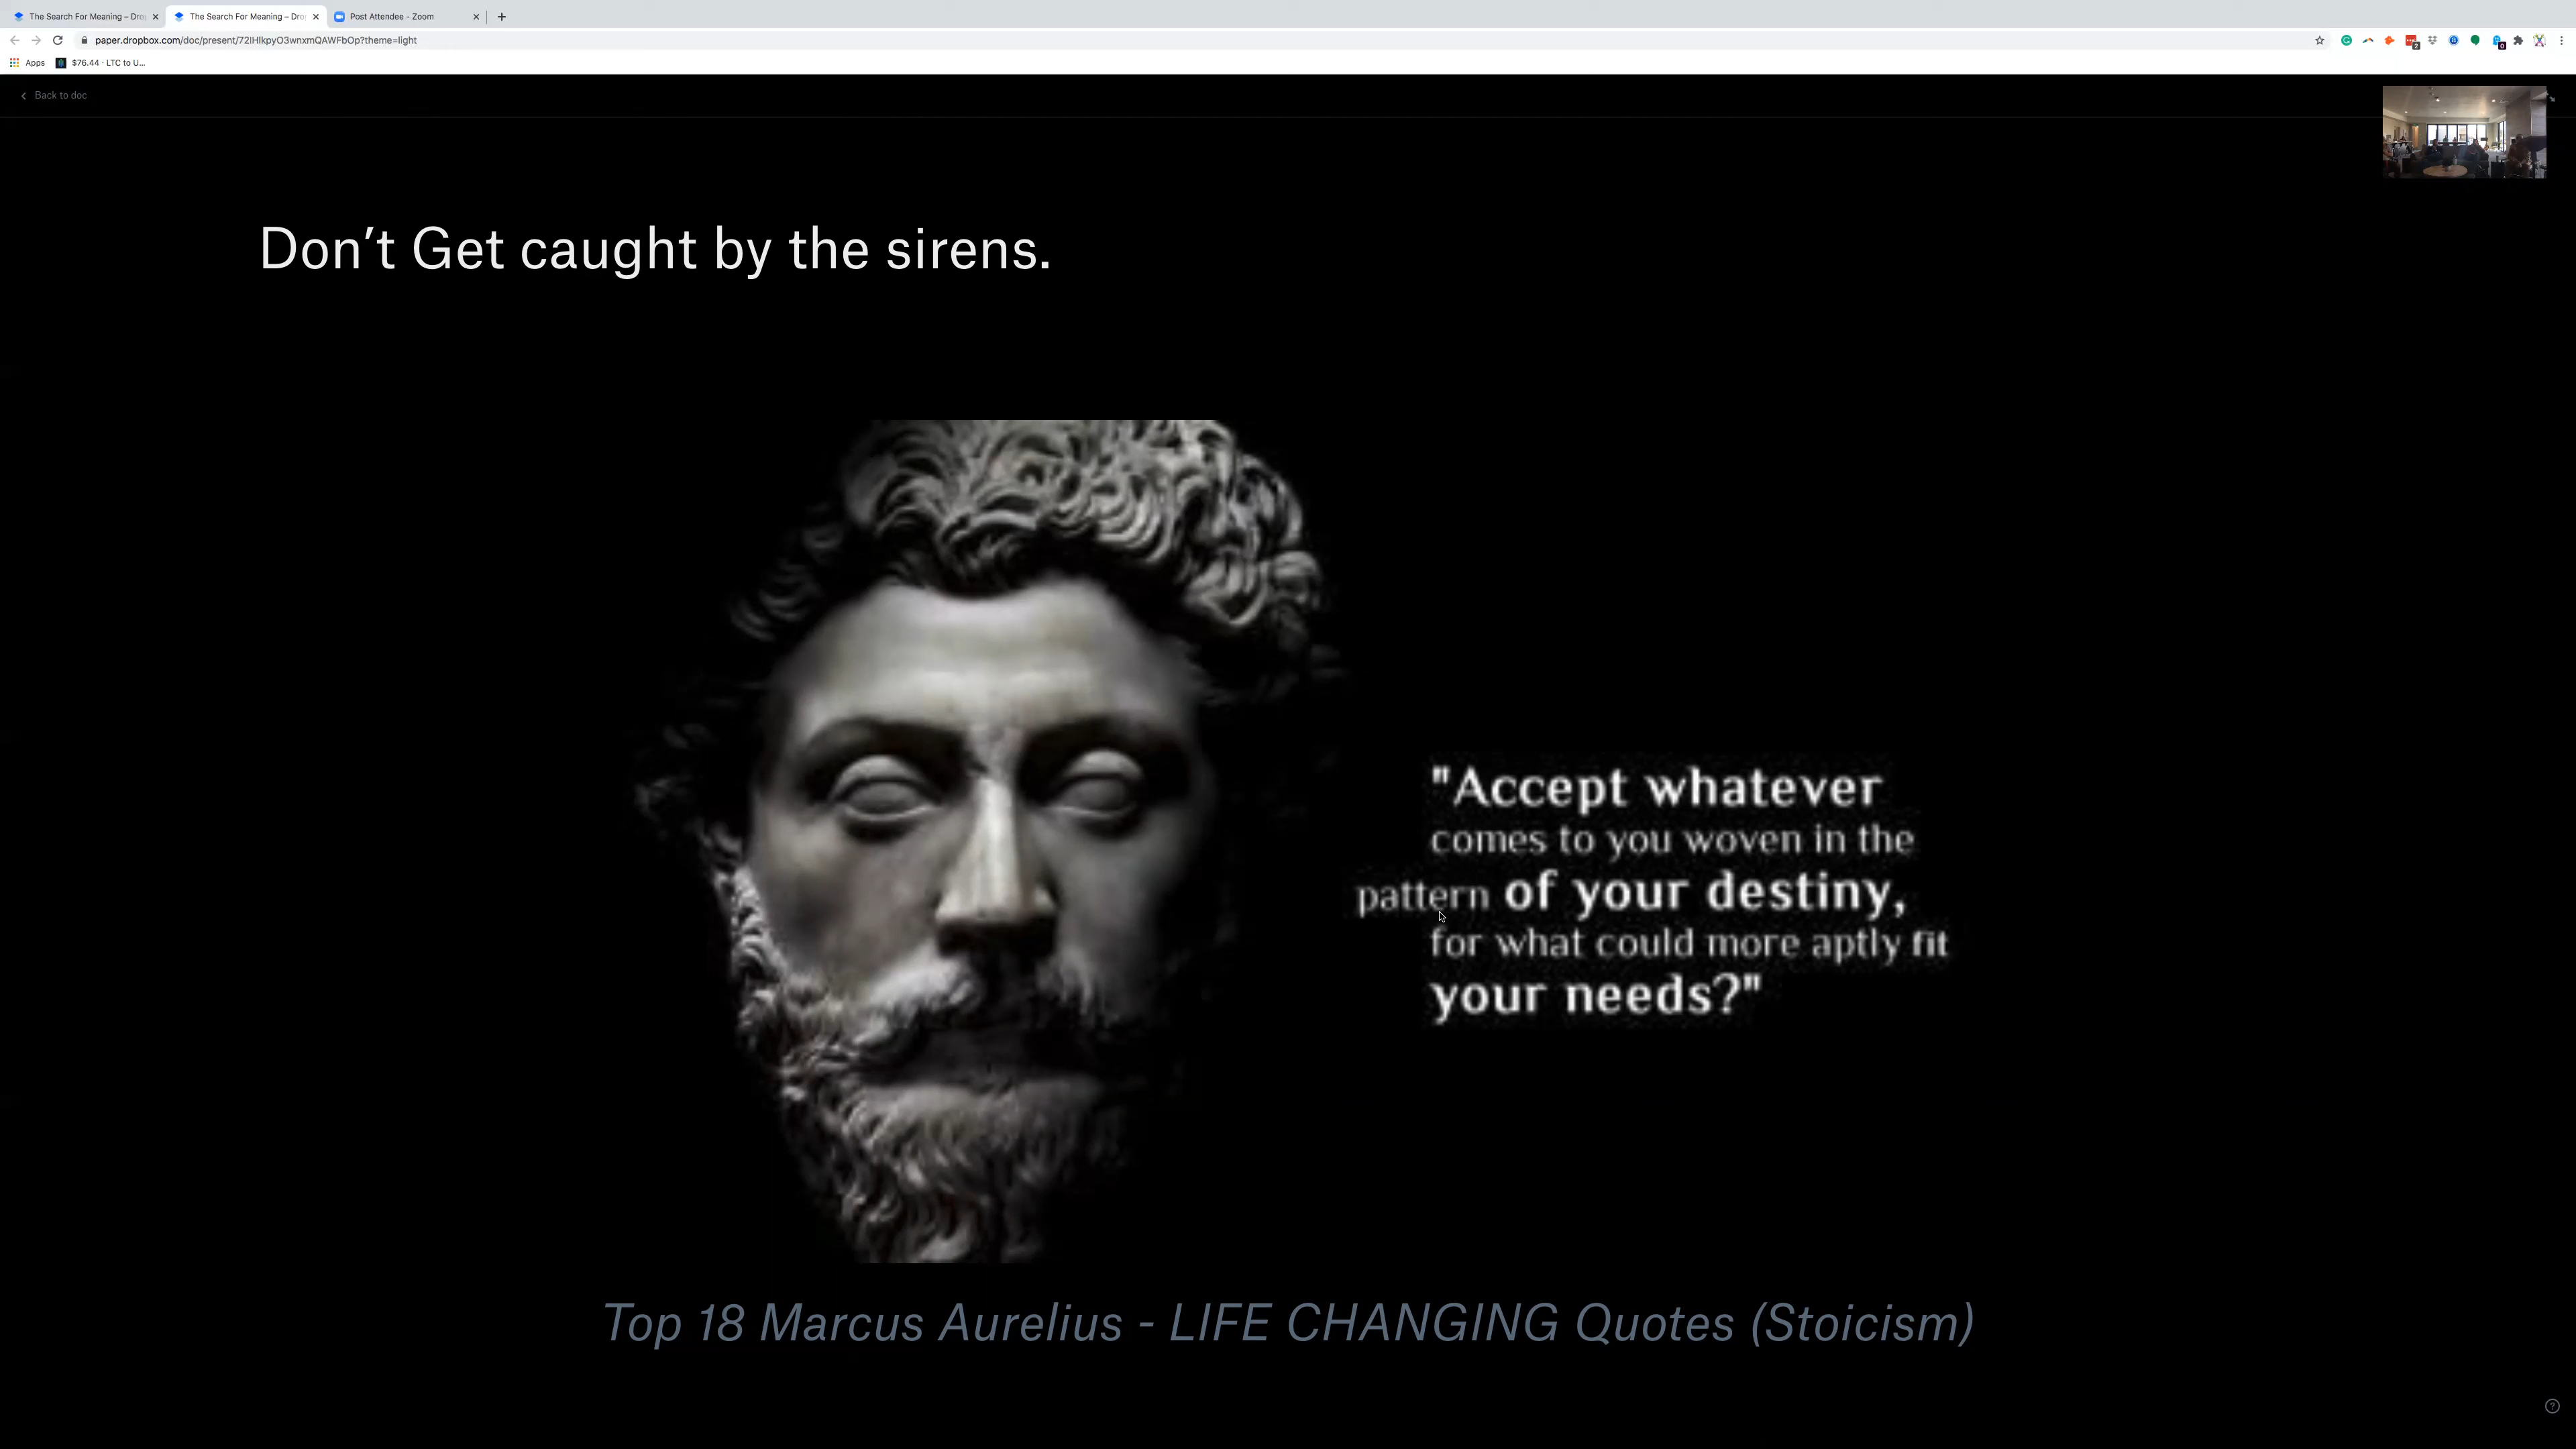 The Search For Meaning – Dro
The Search For Meaning – Dro
Post Attendee - Zoom
paper.dropbox.com/doc/present/72IHlkpyO3wnxmQAWFbOp?theme=light
Apps
$76.44 · LTC to U...
2
0
Back to doc
Don’t Get caught by the sirens.
"Accept whatever
comes to you woven in the
pattern of your destiny,
for what could more aptly fit
your needs?"
Top 18 Marcus Aurelius - LIFE CHANGING Quotes (Stoicism)